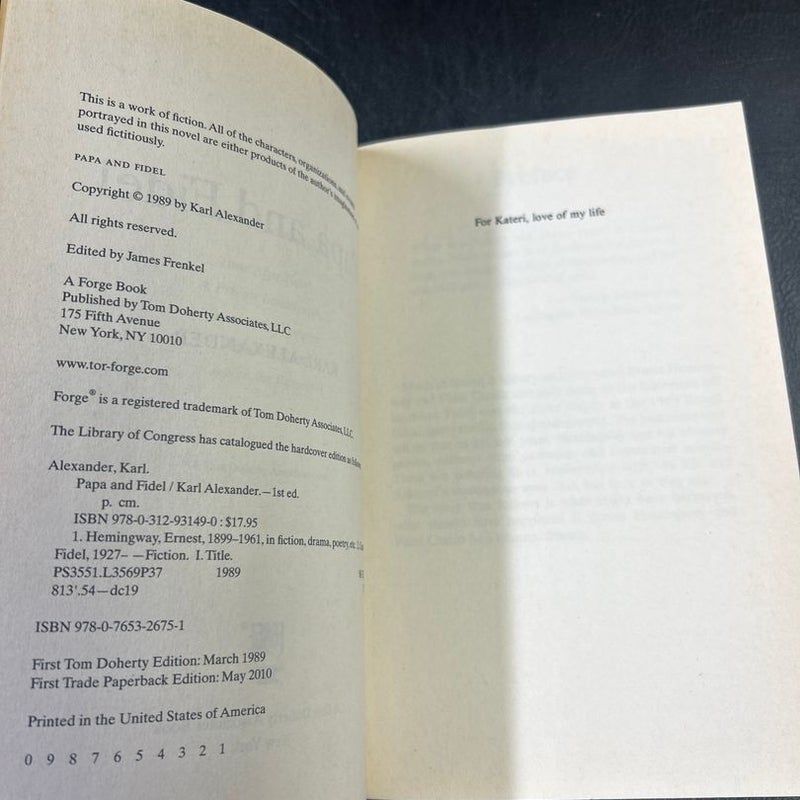 This is a work of fiction. All of the characters, organizations, and events
portrayed in this novel are either products of the author's imagination
used fictitiously.
PAPA AND FIDEL
Copyright © 1989 by Karl Alexander
All rights reserved.
Edited by James Frenkel
A Forge Book
Published by Tom Doherty Associates, LLC
175 Fifth Avenue
New York, NY 10010
www.tor-forge.com
Forge® is a registered trademark of Tom Doherty Associates, LLC.
The Library of Congress has catalogued the hardcover edition as
Alexander, Karl.
Papa and Fidel / Karl Alexander.—1st ed.
p. cm.
ISBN 978-0-312-93149-0 : $17.95
1. Hemingway, Ernest, 1899–1961, in fiction, drama, poetry, etc.
Fidel, 1927– —Fiction. I. Title.
PS3551.L3569P37 1989
813'.54—dc19
ISBN 978-0-7653-2675-1
First Tom Doherty Edition: March 1989
First Trade Paperback Edition: May 2010
Printed in the United States of America
0 9 8 7 6 5 4 3 2 1
For Kateri, love of my life